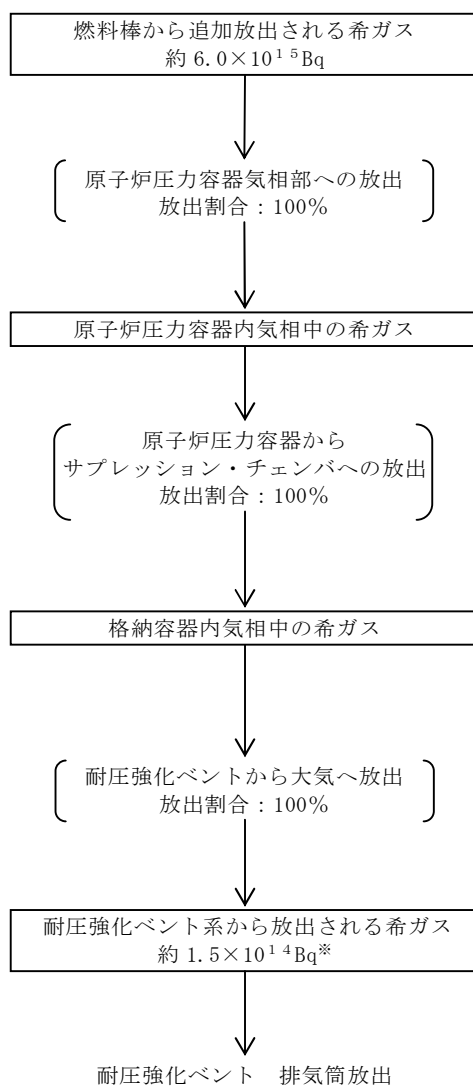 燃料棒から追加放出される希ガス
約 6.0×10¹⁵Bq
原子炉圧力容器気相部への放出
放出割合：100%
原子炉圧力容器内気相中の希ガス
原子炉圧力容器から
サプレッション・チェンバへの放出
放出割合：100%
格納容器内気相中の希ガス
耐圧強化ベントから大気へ放出
放出割合：100%
耐圧強化ベント系から放出される希ガス
約 1.5×10¹⁴Bq※
耐圧強化ベント　排気筒放出